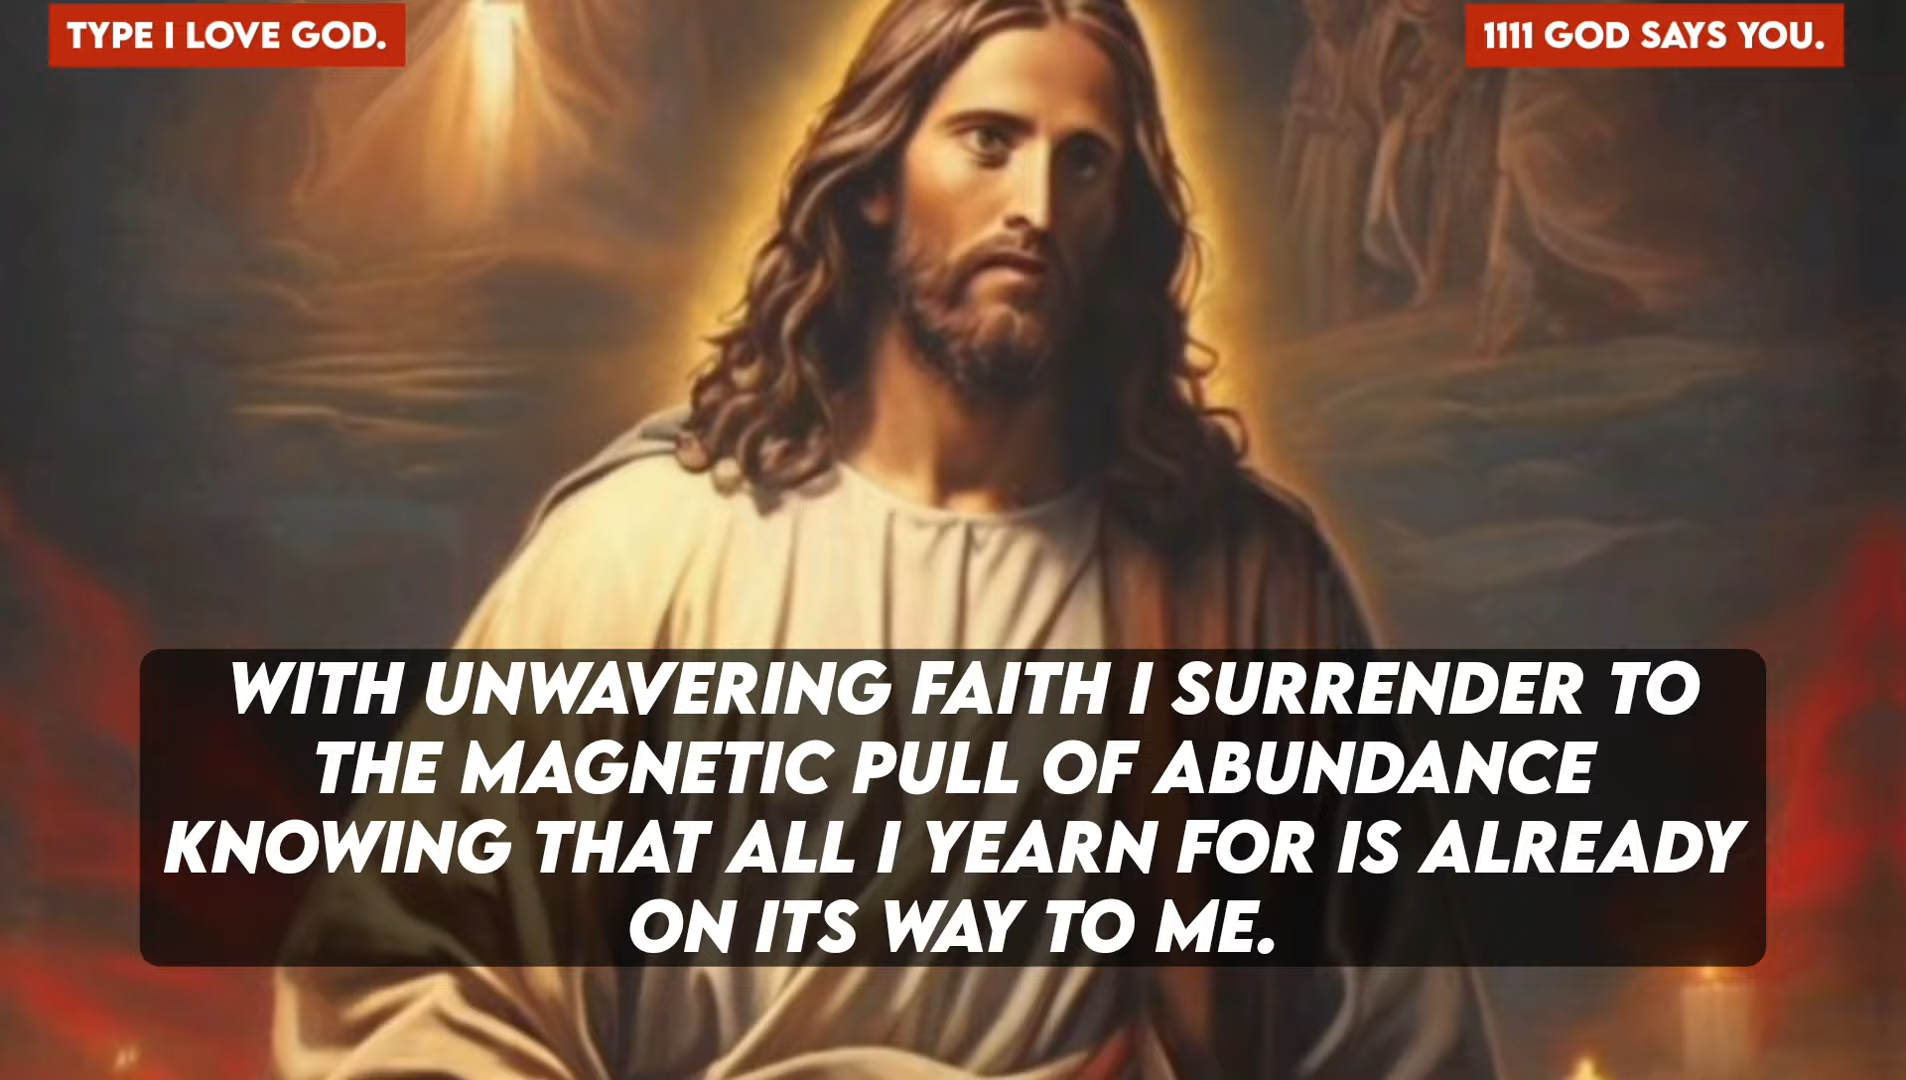 TYPE I LOVE GOD.
1111 GOD SAYS YOU.
WITH UNWAVERING FAITH I SURRENDER TO
THE MAGNETIC PULL OF ABUNDANCE
KNOWING THAT ALL I YEARN FOR IS ALREADY
ON ITS WAY TO ME.